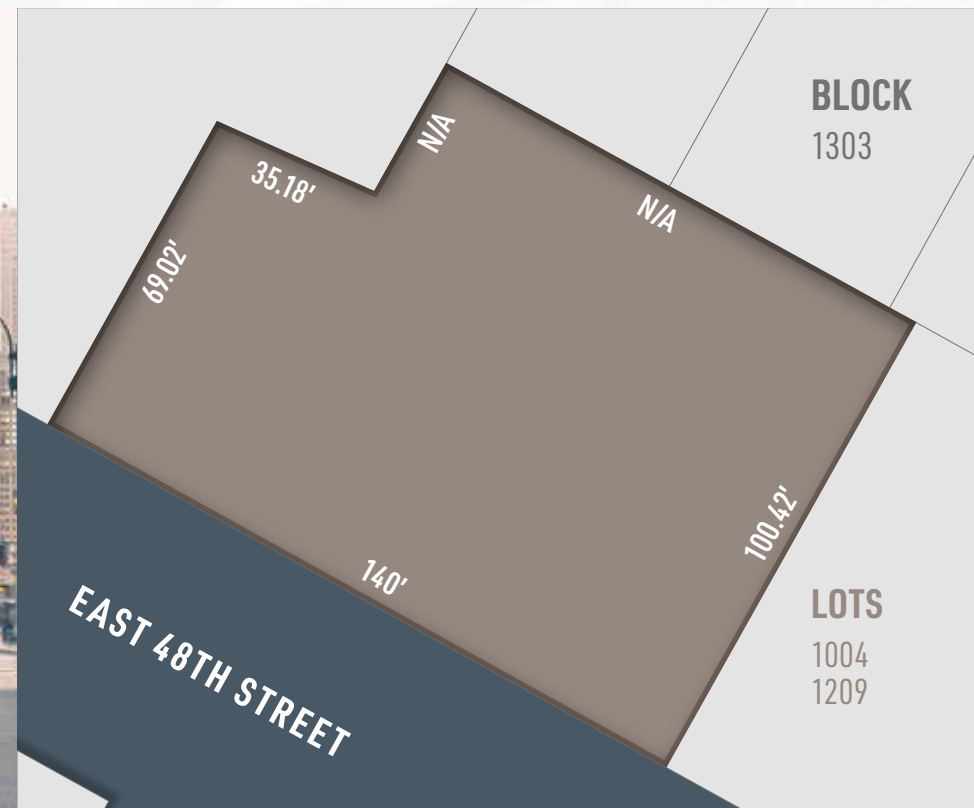 BLOCK
1303
N/A
35.18'
N/A
69.02'
100.42'
140'
EAST 48TH STREET
LOTS
1004
1209